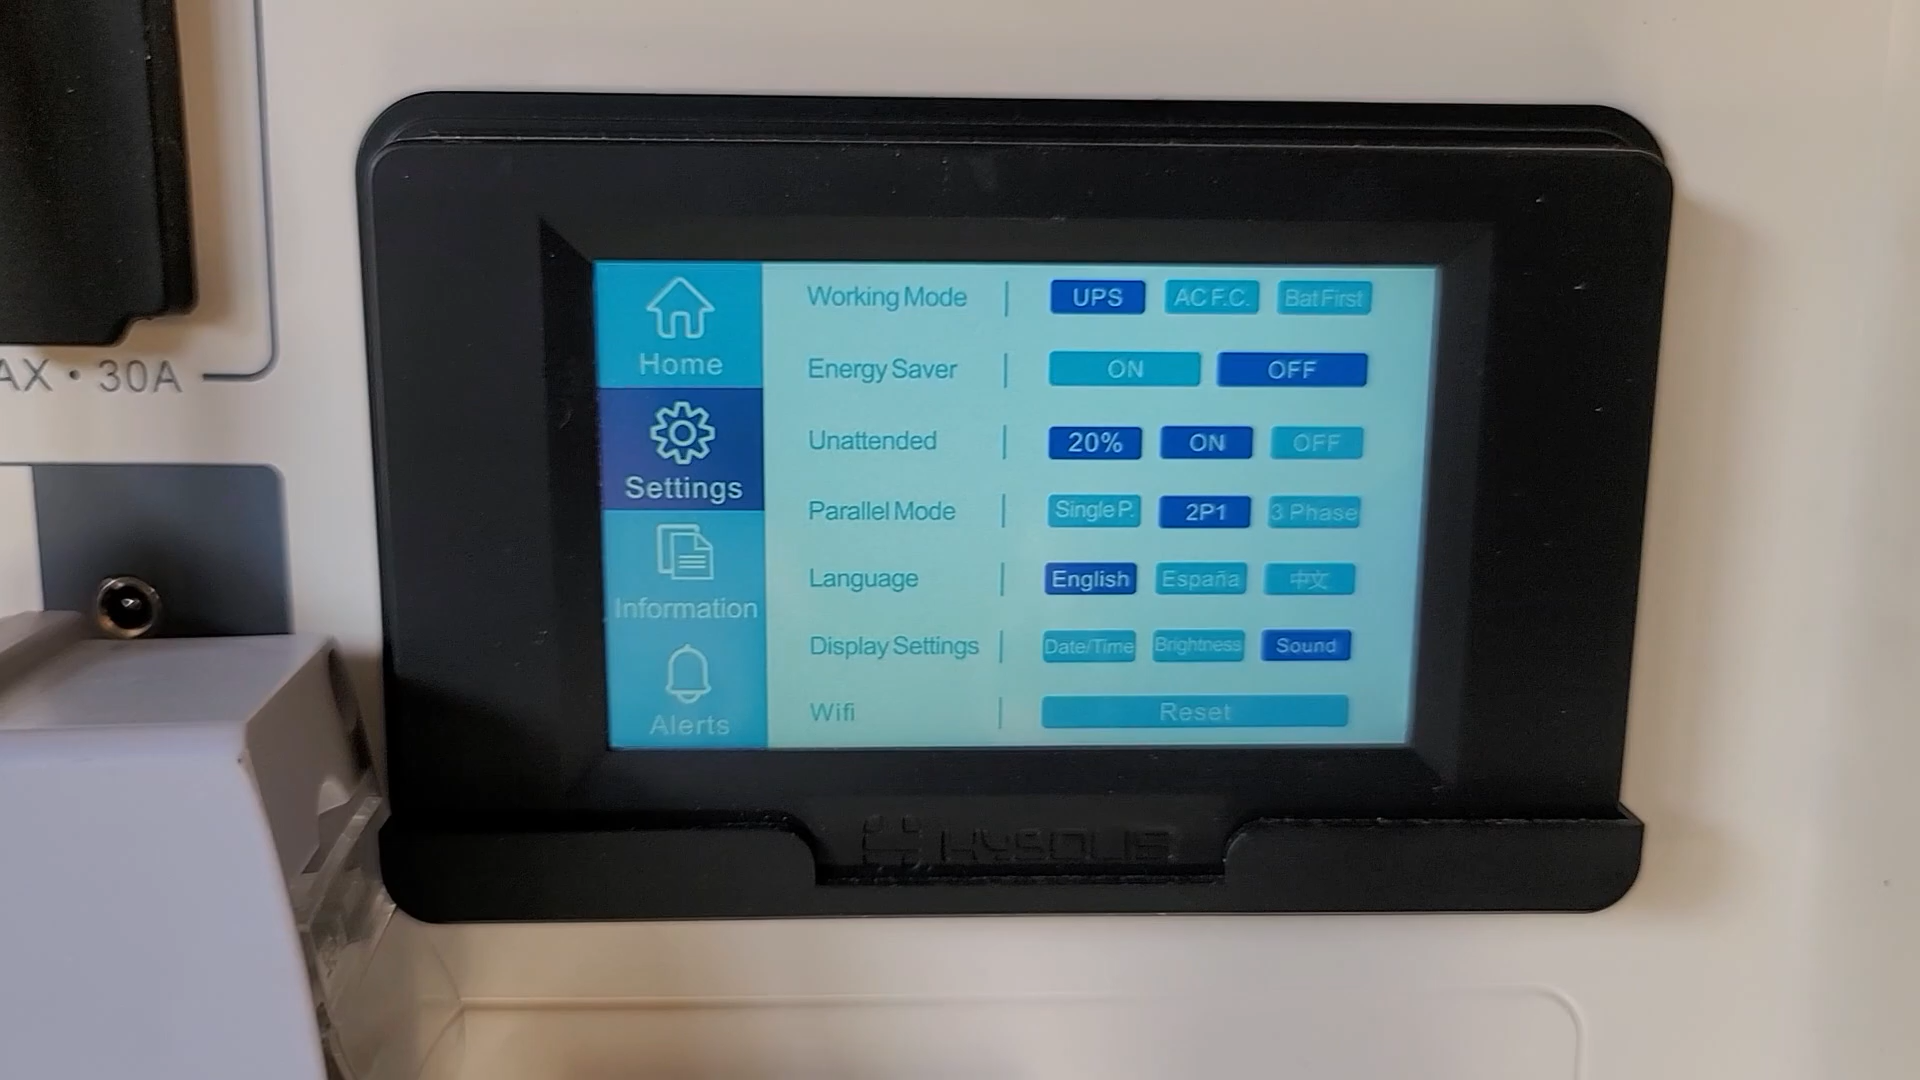 Home
Settings
Information
Alerts
Working Mode | UPS AC F.C. Bat First
Energy Saver | ON OFF
Unattended | 20% ON OFF
Parallel Mode | Single P. 2P1 3 Phase
Language | English España 中文
Display Settings | Date/Time Brightness Sound
Wifi | Reset
AX • 30A
HYSOLIS